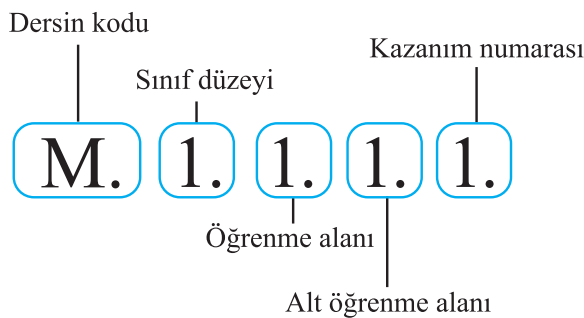 Dersin kodu
Kazanım numarası
Sınıf düzeyi
M. 1. 1. 1. 1.
Öğrenme alanı
Alt öğrenme alanı